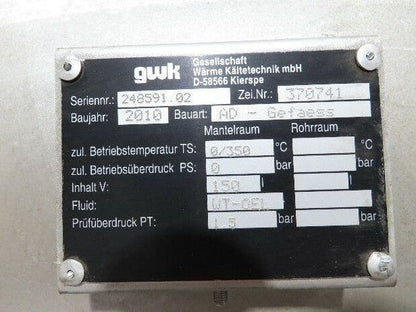 gwk Gesellschaft
Wärme Kältetechnik mbH
D-58566 Kierspe
Seriennr.: 248591.02 Zei.Nr.: 370741
Baujahr: 2010 Bauart: AD - Gefaess
Mantelraum Rohrraum
zul. Betriebstemperatur TS: 0/350 °C °C
zul. Betriebsüberdruck PS: 0 bar bar
Inhalt V: 150 l l
Fluid: WT-OEL
Prüfüberdruck PT: 1.5 bar bar